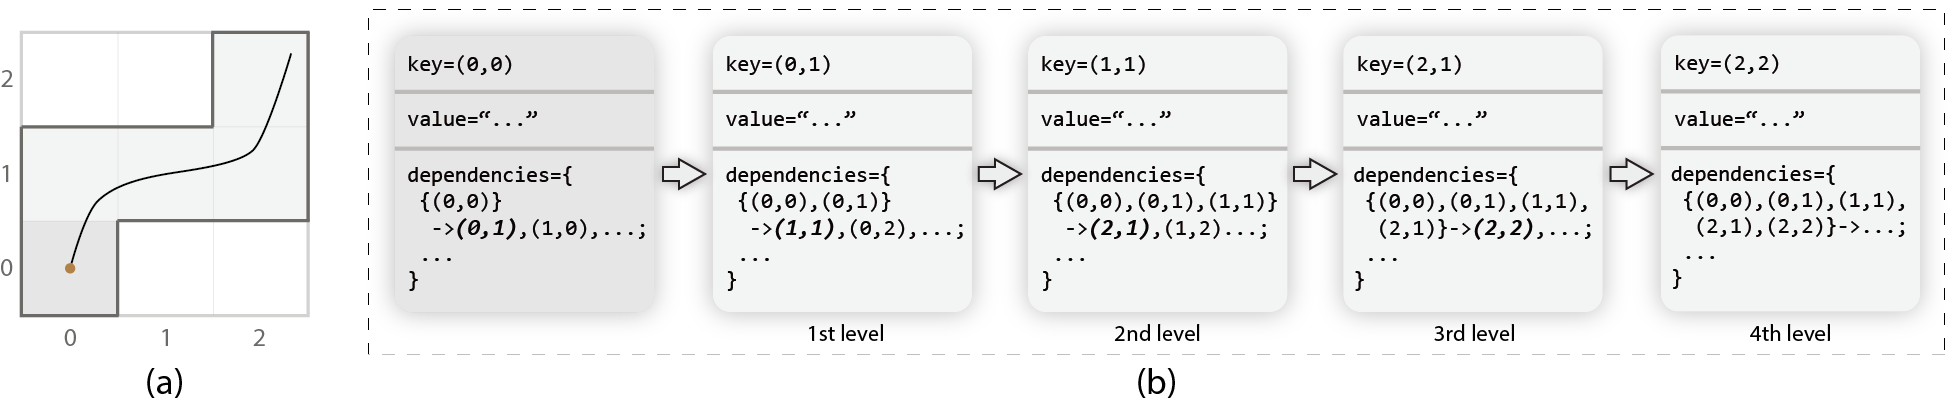 2
1
0
0 1 2
(a)
key=(0,0)
value=“...”
dependencies={
{(0,0)}
->(0,1),(1,0),...;
...
}
key=(0,1)
value=“...”
dependencies={
{(0,0),(0,1)}
->(1,1),(0,2),...;
...
}
1st level
key=(1,1)
value=“...”
dependencies={
{(0,0),(0,1),(1,1)}
->(2,1),(1,2)...;
...
}
2nd level
key=(2,1)
value=“...”
dependencies={
{(0,0),(0,1),(1,1),
(2,1)}->(2,2),...;
...
}
3rd level
key=(2,2)
value=“...”
dependencies={
{(0,0),(0,1),(1,1),
(2,1),(2,2)}->...;
...
}
4th level
(b)